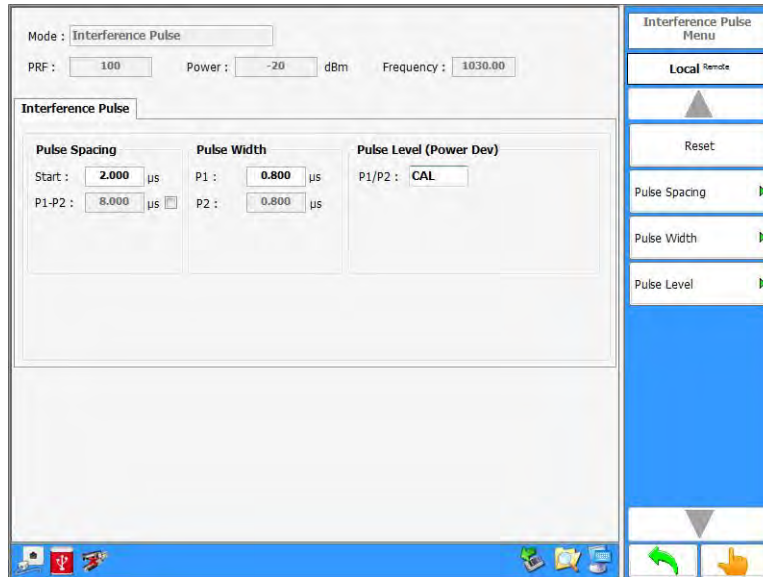 Mode : Interference Pulse
PRF : 100 Power : -20 dBm Frequency : 1030.00
Interference Pulse
Pulse Spacing Pulse Width Pulse Level (Power Dev)
Start : 2.000 µs P1 : 0.800 µs P1/P2 : CAL
P1-P2 : 8.000 µs P2 : 0.800 µs
Interference Pulse
Menu
Local Remote
Reset
Pulse Spacing
Pulse Width
Pulse Level